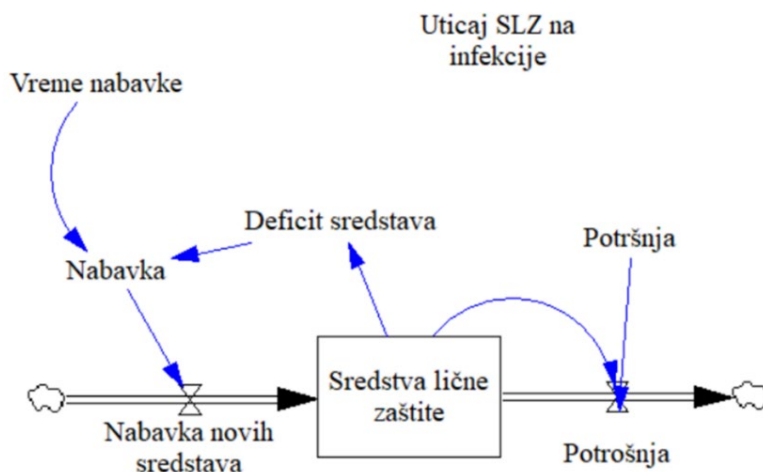 Uticaj SLZ na
infekcije
Vreme nabavke
Deficit sredstava
Potršnja
Nabavka
Sredstva lične
zaštite
Nabavka novih
sredstava
Potrošnja